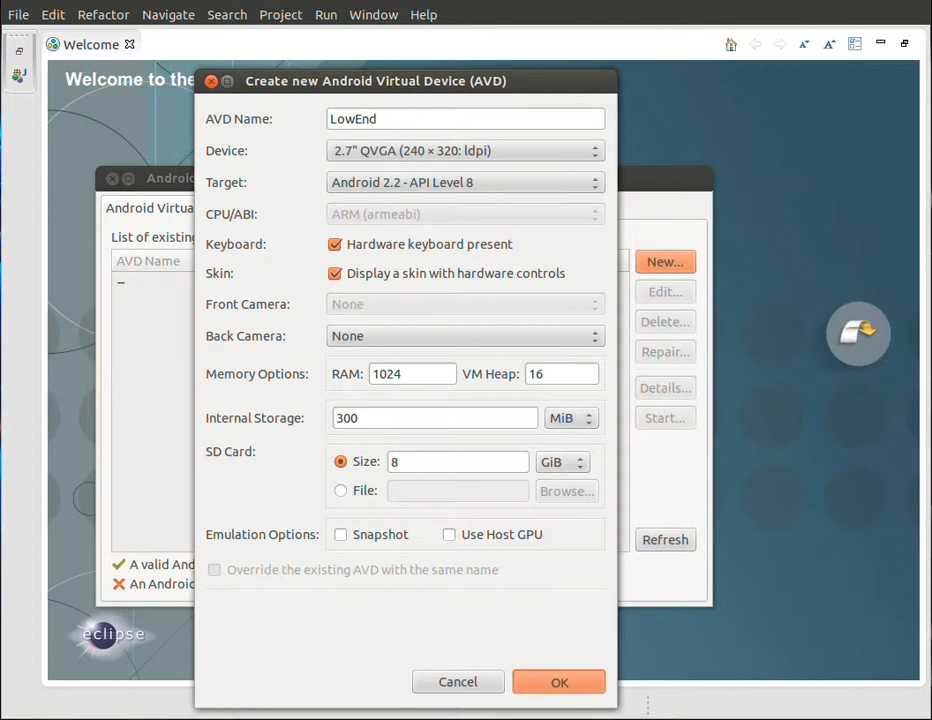 File Edit Refactor Navigate Search Project Run Window Help
Welcome
Welcome to the
Create new Android Virtual Device (AVD)
AVD Name: LowEnd
Device: 2.7" QVGA (240 × 320: ldpi)
Target: Android 2.2 - API Level 8
CPU/ABI: ARM (armeabi)
Keyboard: Hardware keyboard present
Skin: Display a skin with hardware controls
Front Camera: None
Back Camera: None
Memory Options: RAM: 1024 VM Heap: 16
Internal Storage: 300 MiB
SD Card:
Size: 8 GiB
File: Browse...
Emulation Options: Snapshot Use Host GPU
Override the existing AVD with the same name
Cancel OK
Android Virtua
List of existing
AVD Name
--
New...
Edit...
Delete...
Repair...
Details...
Start...
Refresh
A valid And
An Androi
eclipse